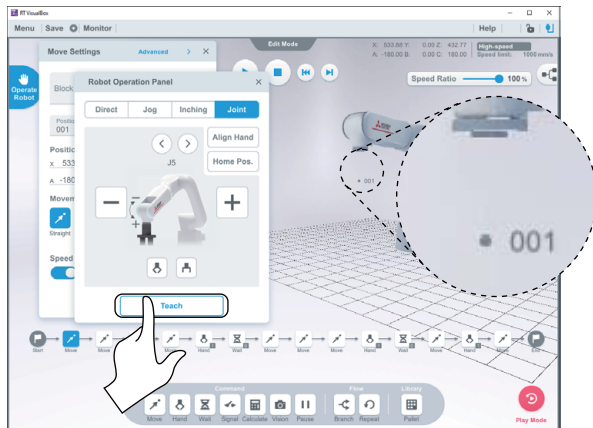 RT VisualBox
Menu Save Monitor Help
Move Settings Advanced
Edit Mode
X: 533.66 Y: 0.00 Z: 432.77 High-speed
A: -180.00 B: 0.00 C: 180.00 Speed limit: 1000 mm/s
Speed Ratio 100 %
Operate
Robot
Block
Robot Operation Panel
Direct Jog Inching Joint
Align Hand
Home Pos.
J5
001
X 533
A -180
Straight
Speed
Teach
001
001
Start Move Move Move Hand Wait Move Move Move Hand Wait Move Move End
Command Flow Library
Move Hand Wait Signal Calculate Vision Pause Branch Repeat Pallet
Play Mode